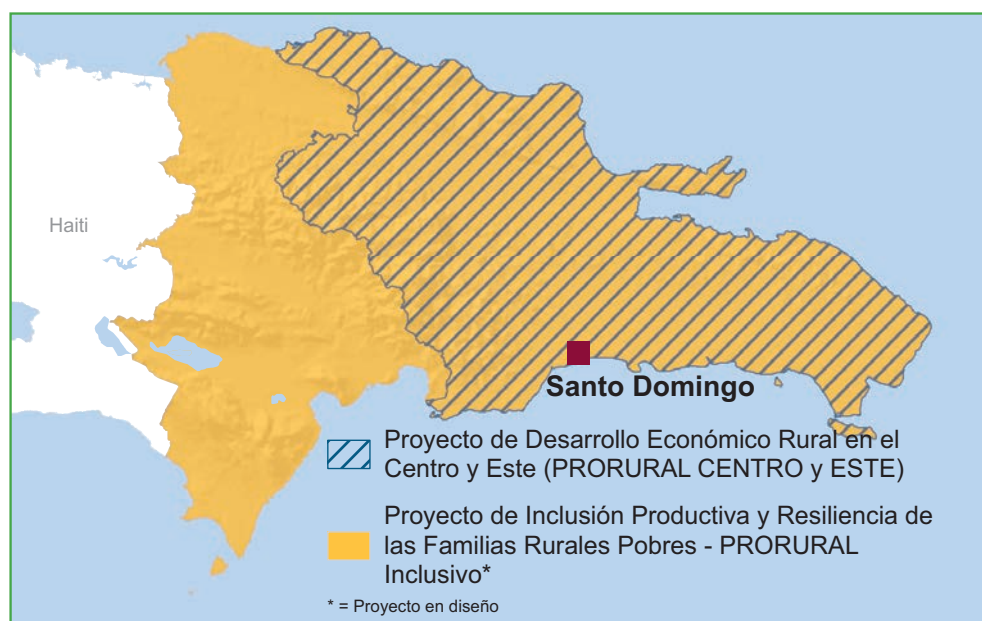 Haiti
Santo Domingo
Proyecto de Desarrollo Económico Rural en el
Centro y Este (PRORURAL CENTRO y ESTE)
Proyecto de Inclusión Productiva y Resiliencia de
las Familias Rurales Pobres - PRORURAL
Inclusivo*
* = Proyecto en diseño